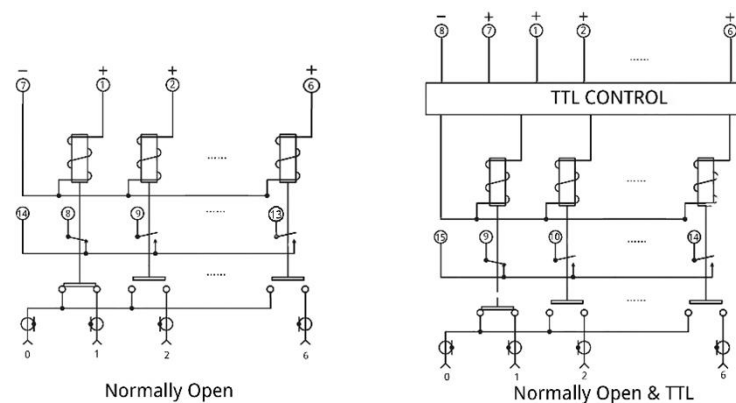 − + + +
7 1 2 6
......
14 8 9 ...... 13
......
0 1 2 6
Normally Open
− + + + +
8 7 1 2 ...... 6
TTL CONTROL
......
15 9 10 ...... 14
......
0 1 2 6
Normally Open & TTL